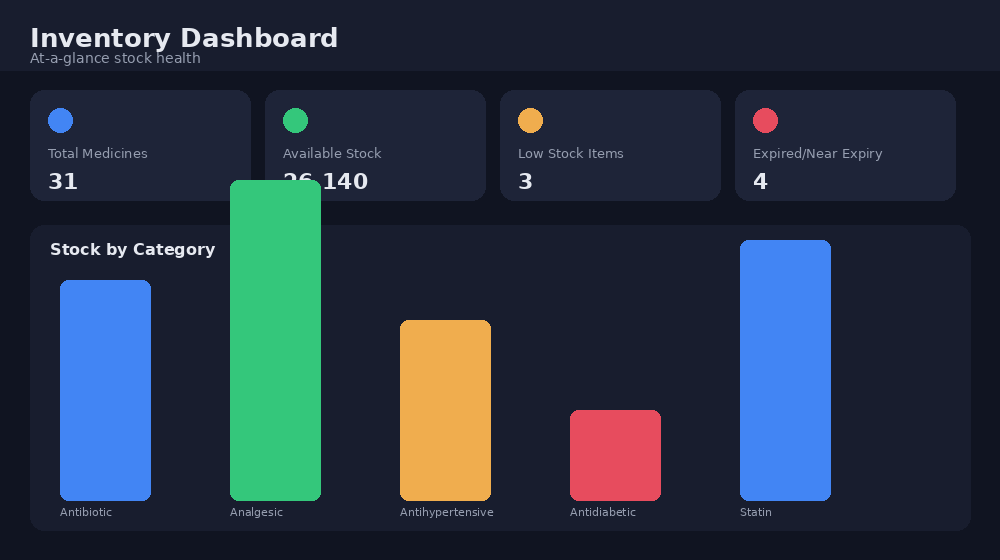 Inventory Dashboard
At-a-glance stock health
Total Medicines
31
Available Stock
140
Low Stock Items
3
Expired/Near Expiry
4
Stock by Category
Antibiotic
Analgesic
Antihypertensive
Antidiabetic
Statin